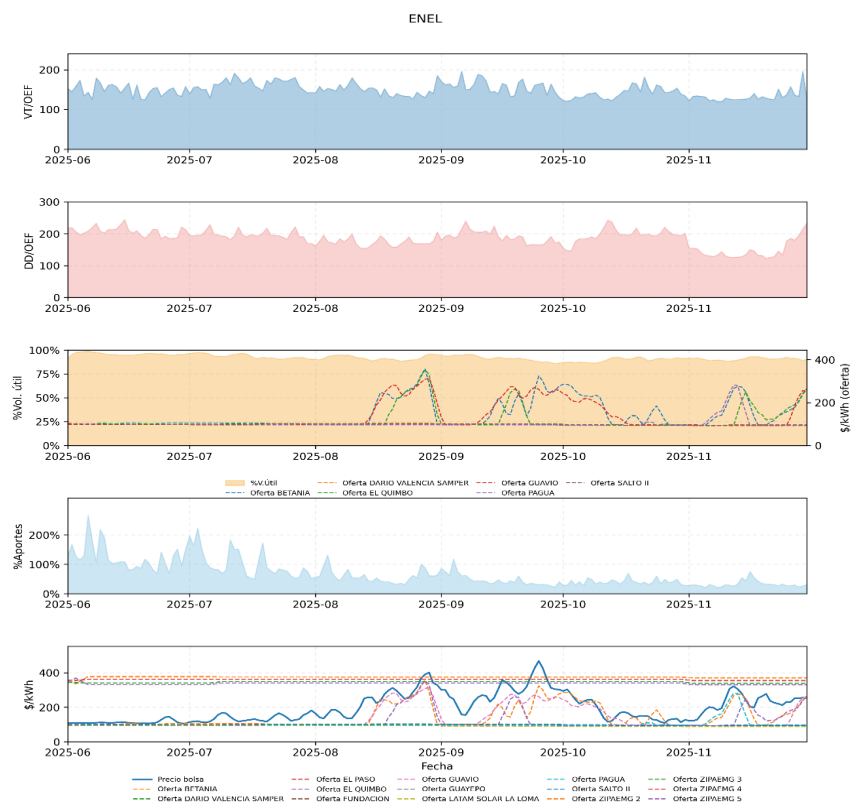 ENEL
200
100
0
VT/OEF
2025-06 2025-07 2025-08 2025-09 2025-10 2025-11
300
200
100
0
DD/OEF
2025-06 2025-07 2025-08 2025-09 2025-10 2025-11
100%
75%
50%
25%
0%
%Vol. útil
400
200
0
$/kWh (oferta)
2025-06 2025-07 2025-08 2025-09 2025-10 2025-11
%V.Útil Oferta DARIO VALENCIA SAMPER Oferta GUAVIO Oferta SALTO II
Oferta BETANIA Oferta EL QUIMBO Oferta PAGUA
200%
100%
0%
%Aportes
2025-06 2025-07 2025-08 2025-09 2025-10 2025-11
400
200
0
$/kWh
2025-06 2025-07 2025-08 2025-09 2025-10 2025-11
Fecha
Precio bolsa Oferta EL PASO Oferta GUAVIO Oferta PAGUA Oferta ZIPAEMG 3
Oferta BETANIA Oferta EL QUIMBO Oferta GUAYEPO Oferta SALTO II Oferta ZIPAEMG 4
Oferta DARIO VALENCIA SAMPER Oferta FUNDACION Oferta LATAM SOLAR LA LOMA Oferta ZIPAEMG 2 Oferta ZIPAEMG 5